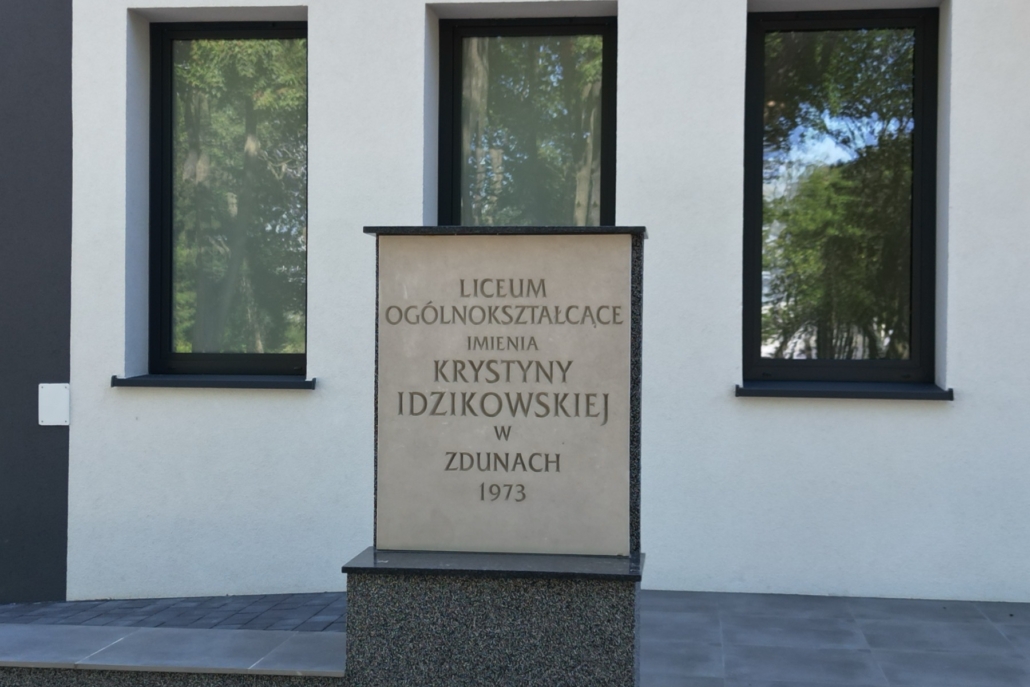 LICEUM
OGÓLNOKSZTAŁCĄCE
IMIENIA
KRYSTYNY
IDZIKOWSKIEJ
W
ZDUNACH
1973